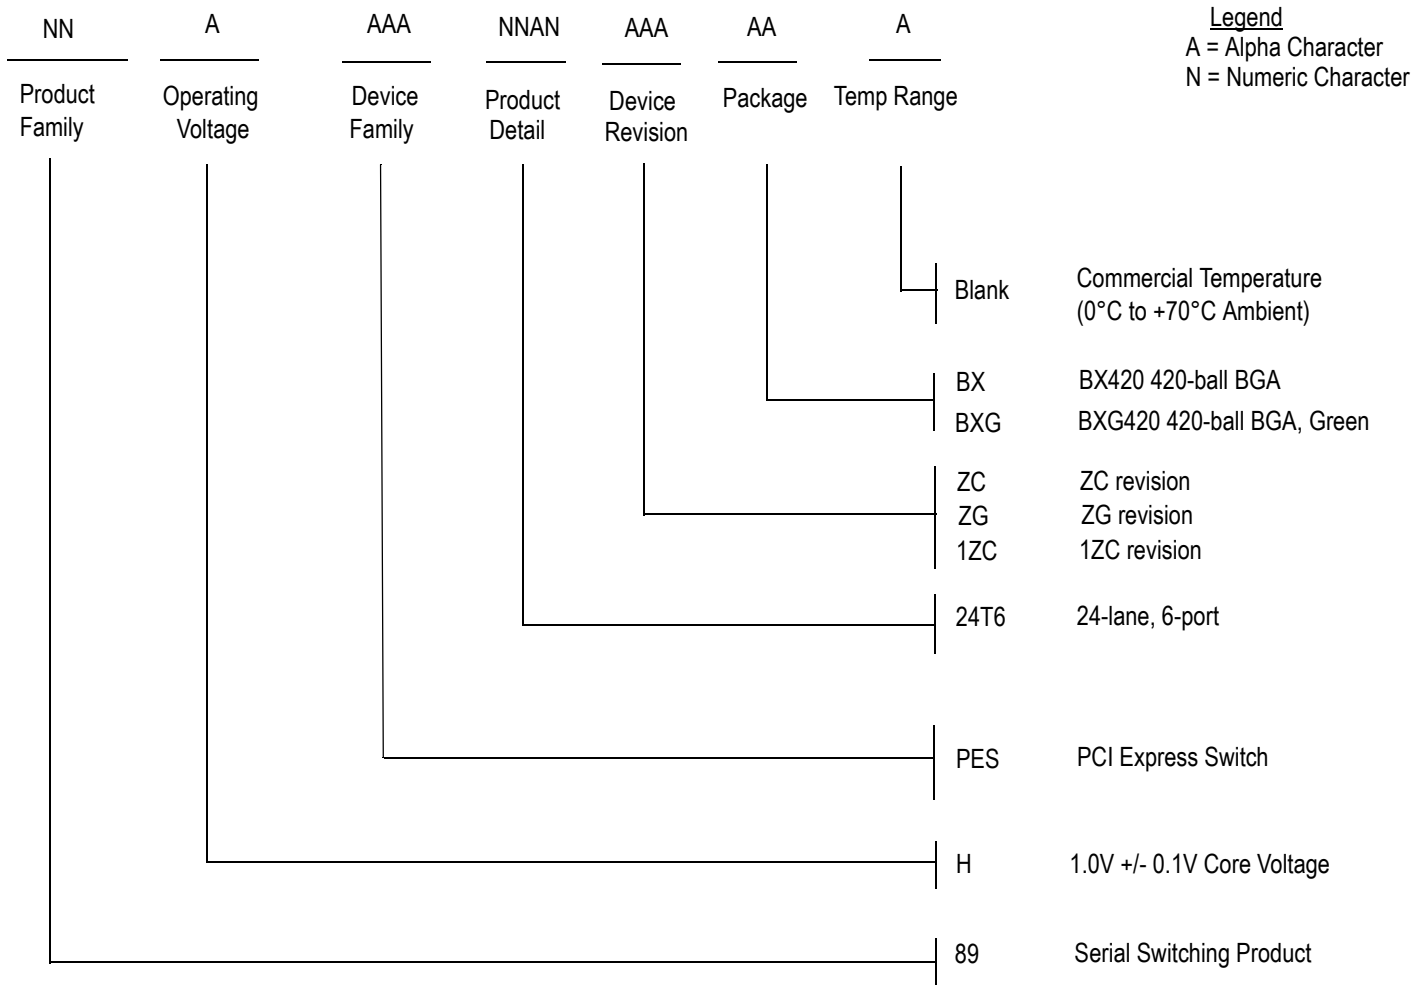 NN A AAA NNAN AAA AA A
Legend
A = Alpha Character
N = Numeric Character
Product Family
Operating Voltage
Device Family
Product Detail
Device Revision
Package
Temp Range
Blank Commercial Temperature
(0°C to +70°C Ambient)
BX BX420 420-ball BGA
BXG BXG420 420-ball BGA, Green
ZC ZC revision
ZG ZG revision
1ZC 1ZC revision
24T6 24-lane, 6-port
PES PCI Express Switch
H 1.0V +/- 0.1V Core Voltage
89 Serial Switching Product